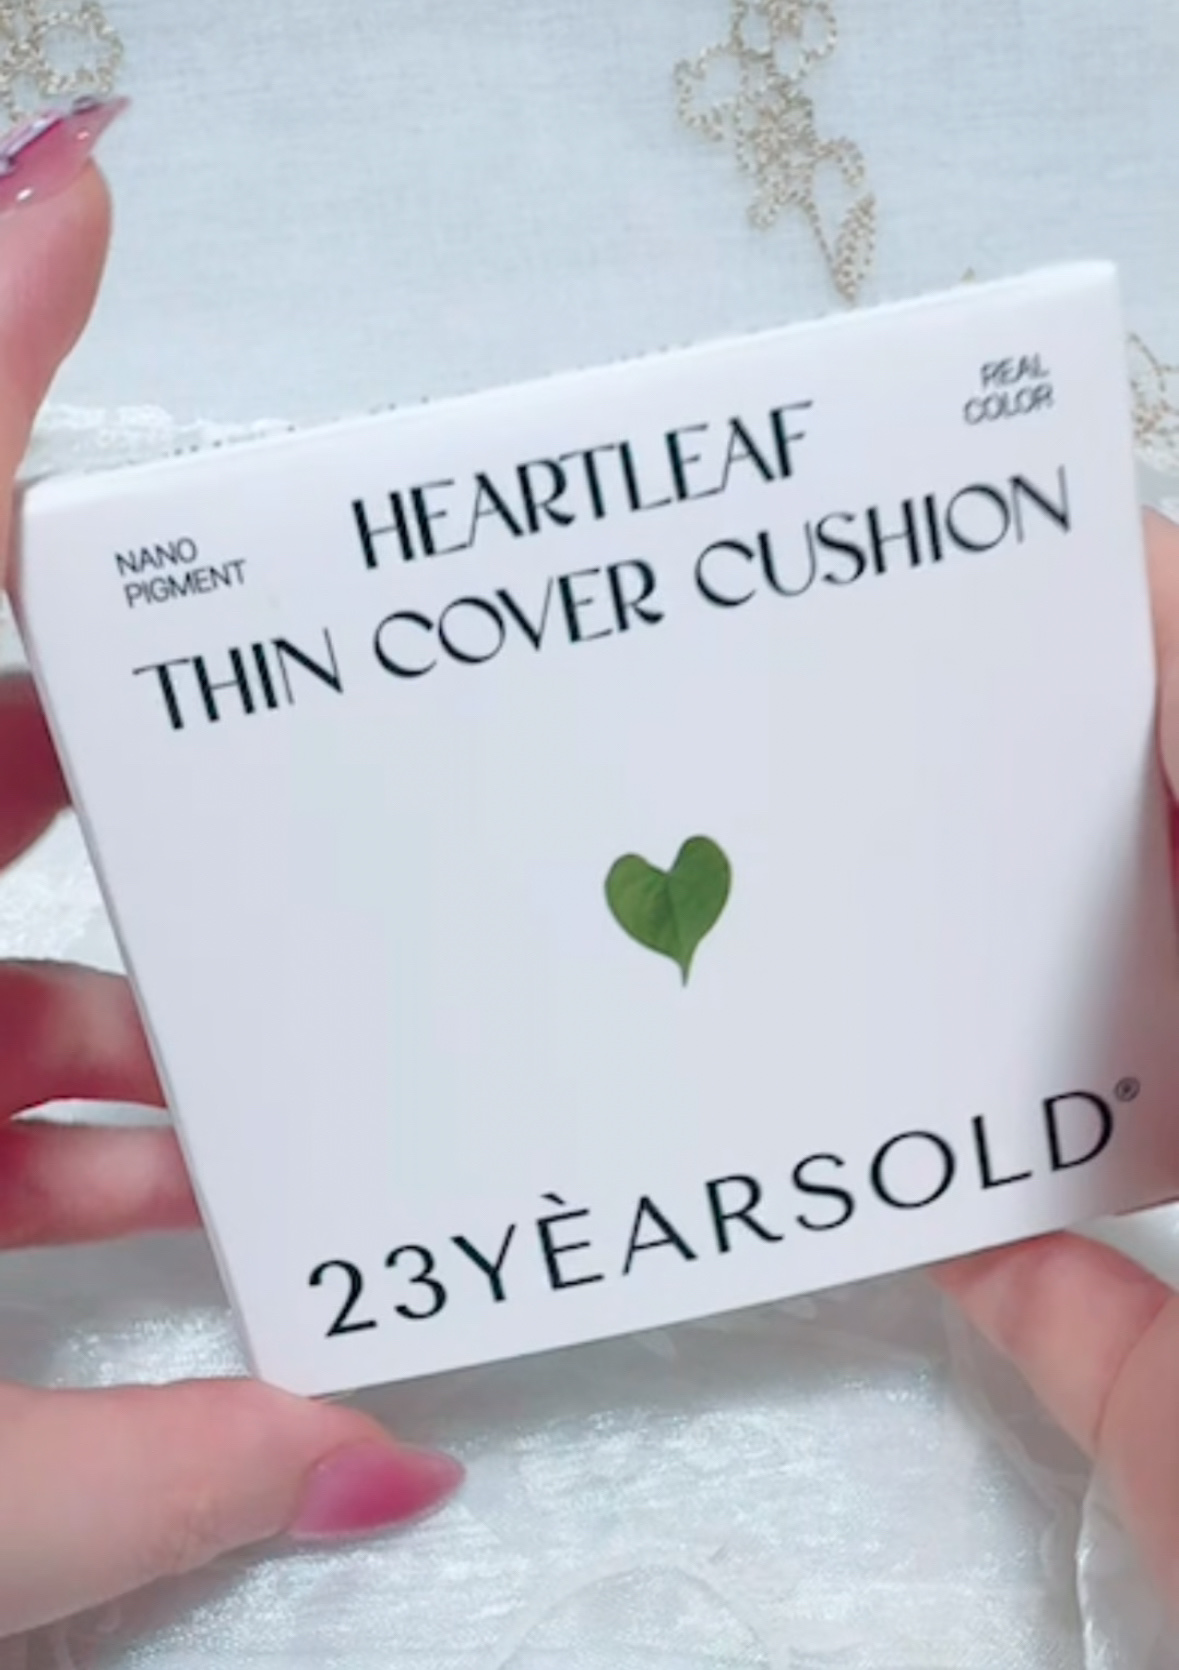 REAL
COLOR
HEARTLEAF
NANO
PIGMENT
THIN COVER CUSHION
23YÈARSOLD®